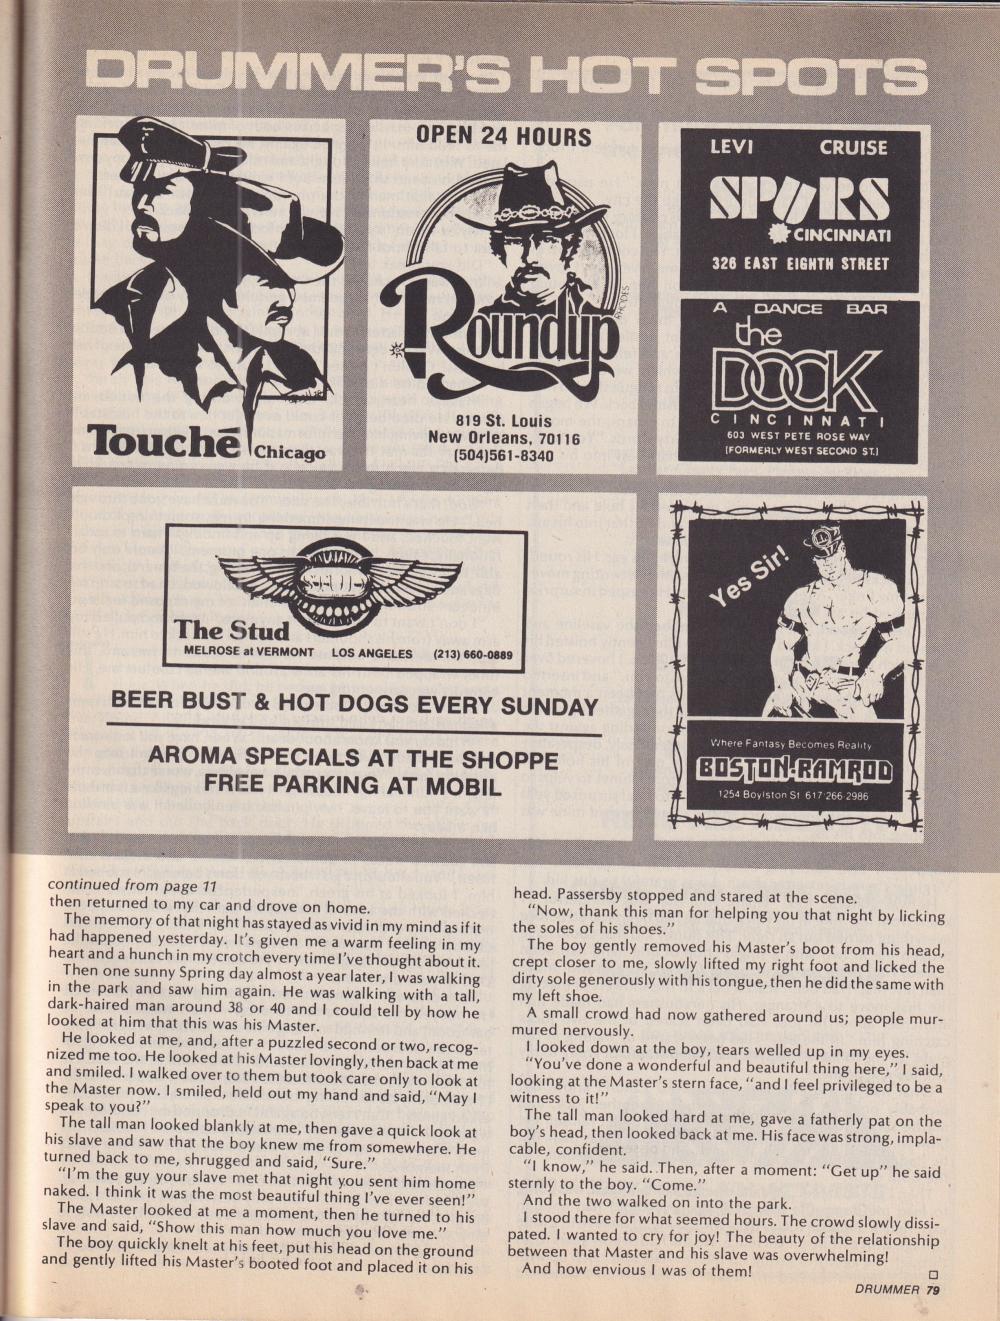 DRUMMER'S HOT SPOTS
Touché
Chicago
OPEN 24 HOURS
Roundup
RHODES
819 St. Louis
New Orleans, 70116
(504)561-8340
LEVI CRUISE
SPURS
CINCINNATI
326 EAST EIGHTH STREET
A DANCE BAR
the
DOCK
CINCINNATI
603 WEST PETE ROSE WAY
(FORMERLY WEST SECOND ST.)
STUD
The Stud
MELROSE at VERMONT LOS ANGELES (213) 660-0889
BEER BUST & HOT DOGS EVERY SUNDAY
AROMA SPECIALS AT THE SHOPPE
FREE PARKING AT MOBIL
Yes Sir!
Where Fantasy Becomes Reality
BOSTON-RAMROD
1254 Boylston St. 617·266·2986
continued from page 11
then returned to my car and drove on home.
The memory of that night has stayed as vivid in my mind as if it
had happened yesterday. It's given me a warm feeling in my
heart and a hunch in my crotch every time I've thought about it.
Then one sunny Spring day almost a year later, I was walking
in the park and saw him again. He was walking with a tall,
dark-haired man around 38 or 40 and I could tell by how he
looked at him that this was his Master.
He looked at me, and, after a puzzled second or two, recog-
nized me too. He looked at his Master lovingly, then back at me
and smiled. I walked over to them but took care only to look at
the Master now. I smiled, held out my hand and said, "May I
speak to you?"
The tall man looked blankly at me, then gave a quick look at
his slave and saw that the boy knew me from somewhere. He
turned back to me, shrugged and said, "Sure."
"I'm the guy your slave met that night you sent him home
naked. I think it was the most beautiful thing I've ever seen!"
The Master looked at me a moment, then he turned to his
slave and said, "Show this man how much you love me."
The boy quickly knelt at his feet, put his head on the ground
and gently lifted his Master's booted foot and placed it on his
head. Passersby stopped and stared at the scene.
"Now, thank this man for helping you that night by licking
the soles of his shoes."
The boy gently removed his Master's boot from his head,
crept closer to me, slowly lifted my right foot and licked the
dirty sole generously with his tongue, then he did the same with
my left shoe.
A small crowd had now gathered around us; people mur-
mured nervously.
I looked down at the boy, tears welled up in my eyes.
"You've done a wonderful and beautiful thing here," I said,
looking at the Master's stern face, "and I feel privileged to be a
witness to it!"
The tall man looked hard at me, gave a fatherly pat on the
boy's head, then looked back at me. His face was strong, impla-
cable, confident.
"I know," he said. Then, after a moment: "Get up" he said
sternly to the boy. "Come."
And the two walked on into the park.
I stood there for what seemed hours. The crowd slowly dissi-
pated. I wanted to cry for joy! The beauty of the relationship
between that Master and his slave was overwhelming!
And how envious I was of them!
DRUMMER 79